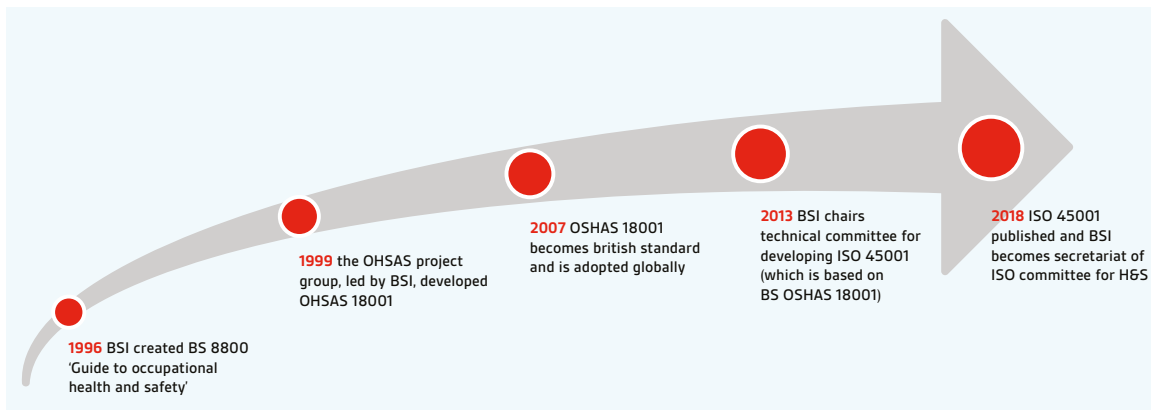 1996 BSI created BS 8800
‘Guide to occupational
health and safety’
1999 the OHSAS project
group, led by BSI, developed
OHSAS 18001
2007 OSHAS 18001
becomes british standard
and is adopted globally
2013 BSI chairs
technical committee for
developing ISO 45001
(which is based on
BS OSHAS 18001)
2018 ISO 45001
published and BSI
becomes secretariat of
ISO committee for H&S